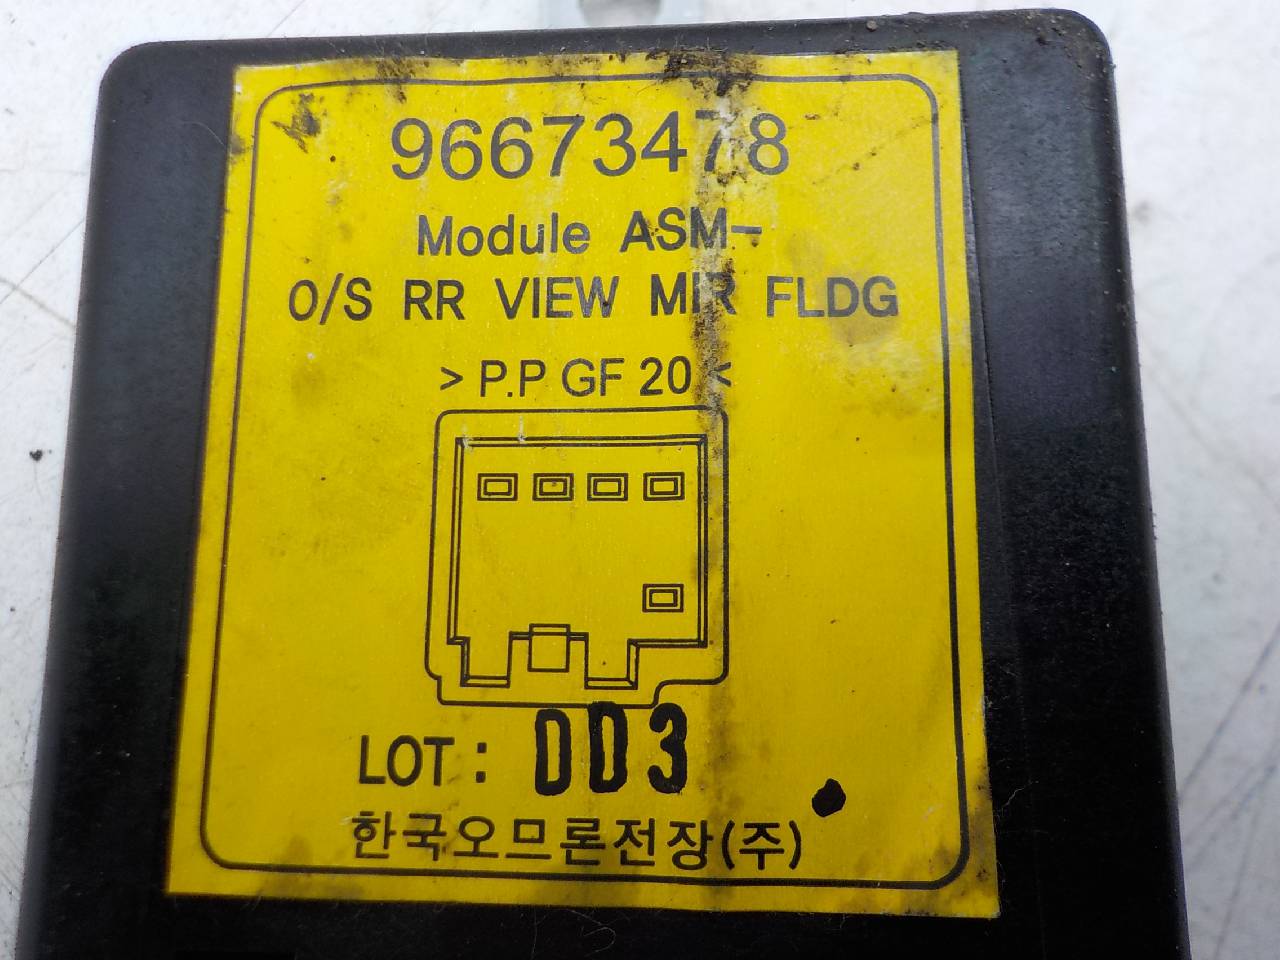 96673478
Module ASM-
O/S RR VIEW MIR FLDG
> P.P GF 20 <
LOT : DD3
한국오므론전장(주)